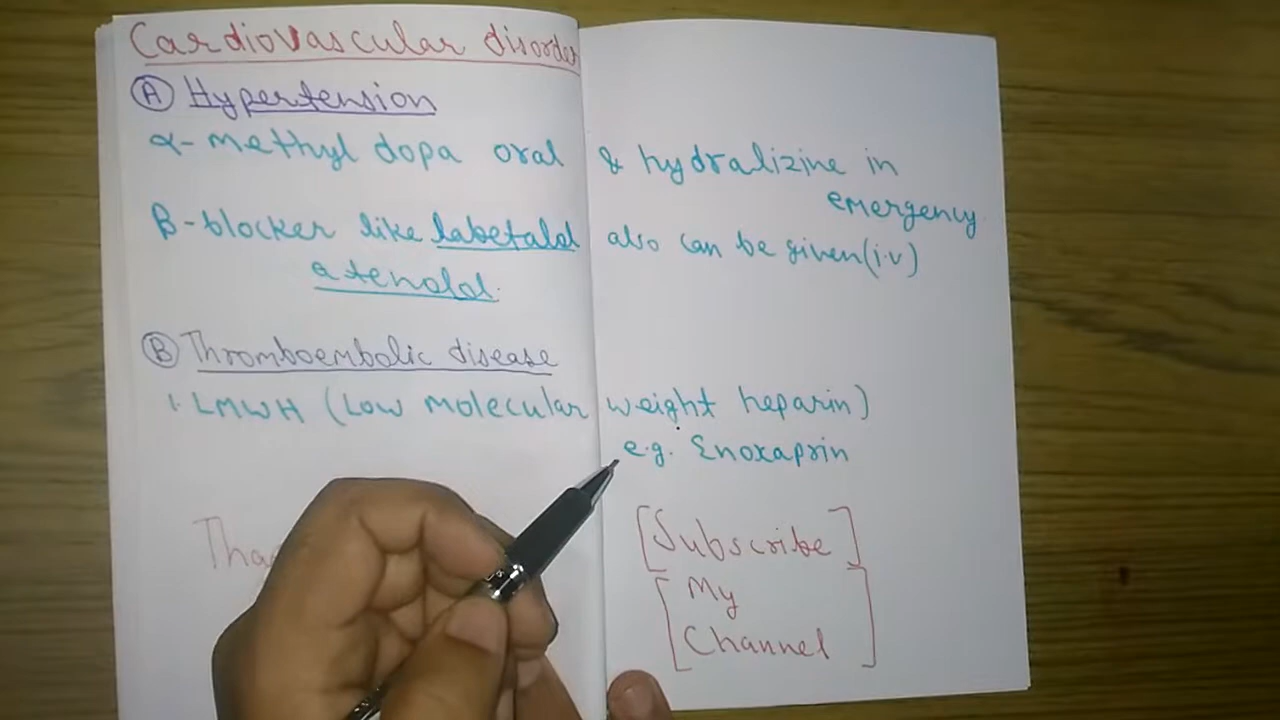 Cardiovascular disorder
Ⓐ Hypertension
α-methyl dopa oral & hydralizine in
emergency
β-blocker like labetalol also can be given (i.v)
atenolol.
Ⓑ Thromboembolic disease
1. LMWH (Low molecular weight heparin)
e.g. Enoxaprin
[Subscribe]
[My
Channel]